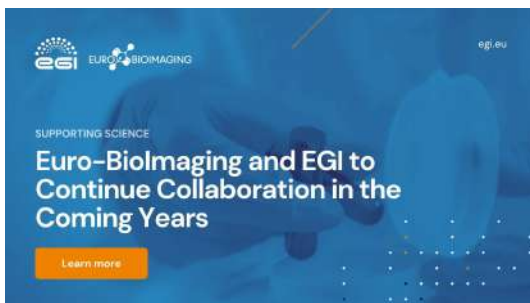 egi
EURO BIOIMAGING
egi.eu
SUPPORTING SCIENCE
Euro-BioImaging and EGI to
Continue Collaboration in the
Coming Years
Learn more